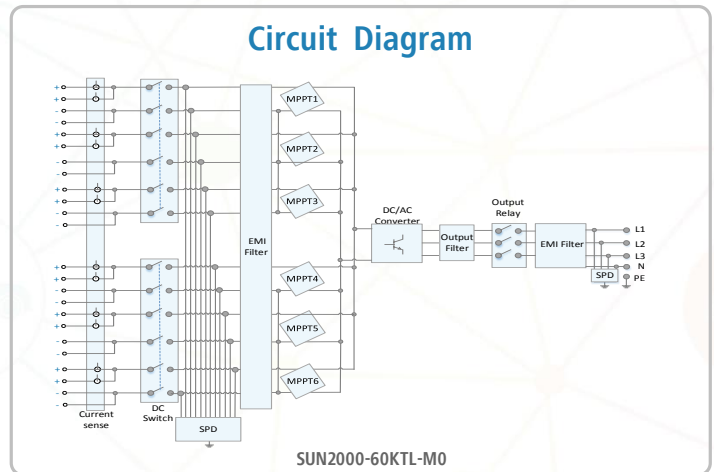 Circuit Diagram
+
+
-
-
+
+
-
-
+
+
-
-
+
+
-
-
+
+
-
-
+
+
-
-
Current
sense
DC
Switch
SPD
EMI
Filter
MPPT1
MPPT2
MPPT3
MPPT4
MPPT5
MPPT6
DC/AC
Converter
Output
Filter
Output
Relay
EMI Filter
SPD
L1
L2
L3
N
PE
SUN2000-60KTL-M0